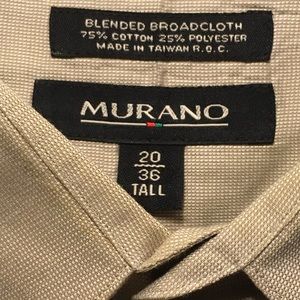 BLENDED BROADCLOTH
75% COTTON 25% POLYESTER
MADE IN TAIWAN R.O.C.
MURANO
20
36
TALL